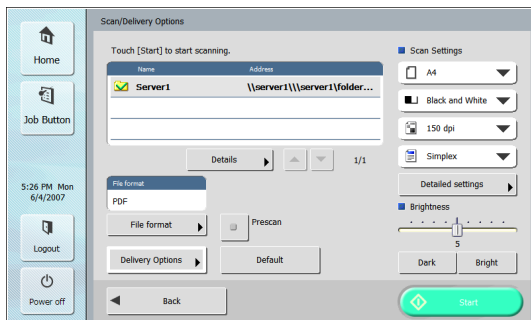 Scan/Delivery Options
Home
Job Button
5:26 PM Mon
6/4/2007
Logout
Power off
Touch [Start] to start scanning.
Name Address
Server1 \\server1\\\server1\folder...
Details 1/1
File format
PDF
File format
Prescan
Delivery Options
Default
Back
Scan Settings
A4
Black and White
150 dpi
Simplex
Detailed settings
Brightness
5
Dark Bright
Start